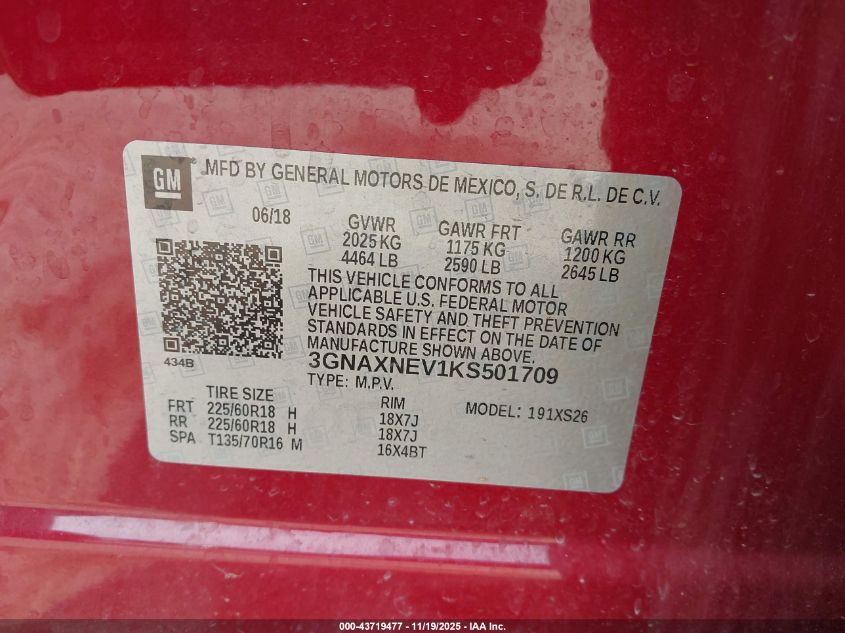 GM
MFD BY GENERAL MOTORS DE MEXICO, S. DE R.L. DE C.V.
06/18
GVWR GAWR FRT GAWR RR
2025 KG 1175 KG 1200 KG
4464 LB 2590 LB 2645 LB
THIS VEHICLE CONFORMS TO ALL
APPLICABLE U.S. FEDERAL MOTOR
VEHICLE SAFETY AND THEFT PREVENTION
STANDARDS IN EFFECT ON THE DATE OF
MANUFACTURE SHOWN ABOVE.
434B
3GNAXNEV1KS501709
TYPE: M.P.V.
TIRE SIZE RIM MODEL: 191XS26
FRT 225/60R18 H 18X7J
RR 225/60R18 H 18X7J
SPA T135/70R16 M 16X4BT
000-43719477 - 11/19/2025 - IAA Inc.